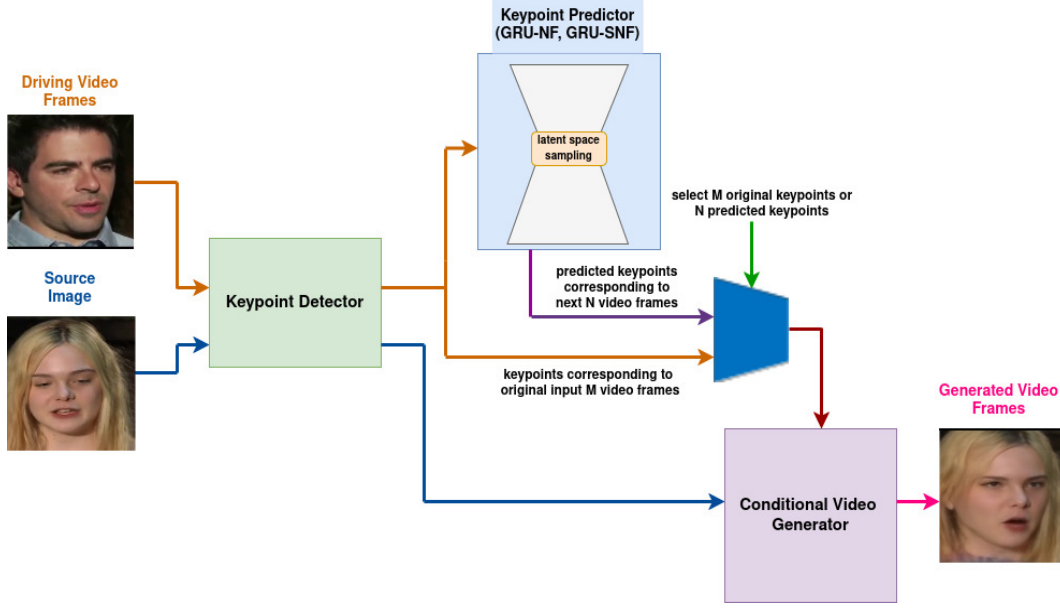 Keypoint Predictor
(GRU-NF, GRU-SNF)
Driving Video
Frames
latent space
sampling
select M original keypoints or
N predicted keypoints
Source
Image
Keypoint Detector
predicted keypoints
corresponding to
next N video frames
keypoints corresponding to
original input M video frames
Generated Video
Frames
Conditional Video
Generator